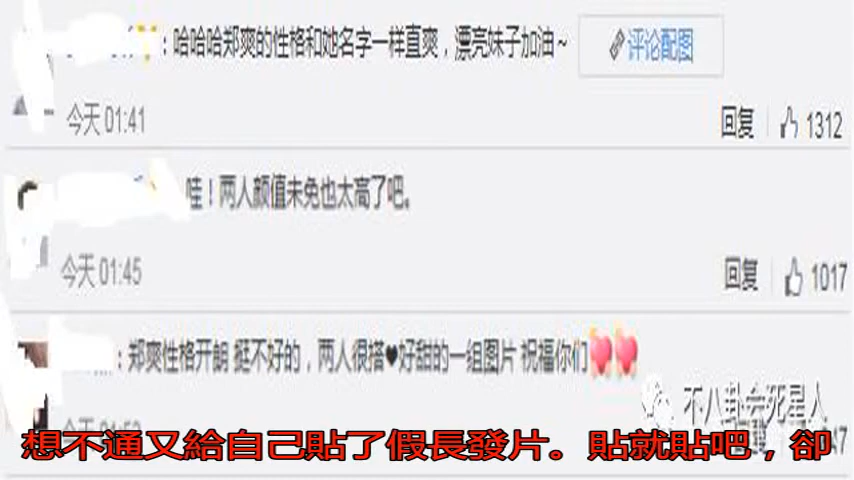 ：哈哈哈郑爽的性格和她名字一样直爽，漂亮妹子加油～ 评论配图
今天 01:41 回复 1312
哇！两人颜值未免也太高了吧。
今天 01:45 回复 1017
：郑爽性格开朗 挺不好的，两人很搭❤好甜的一组图片 祝福你们
不八卦会死星人
想不通又給自己貼了假長發片。貼就貼吧，卻